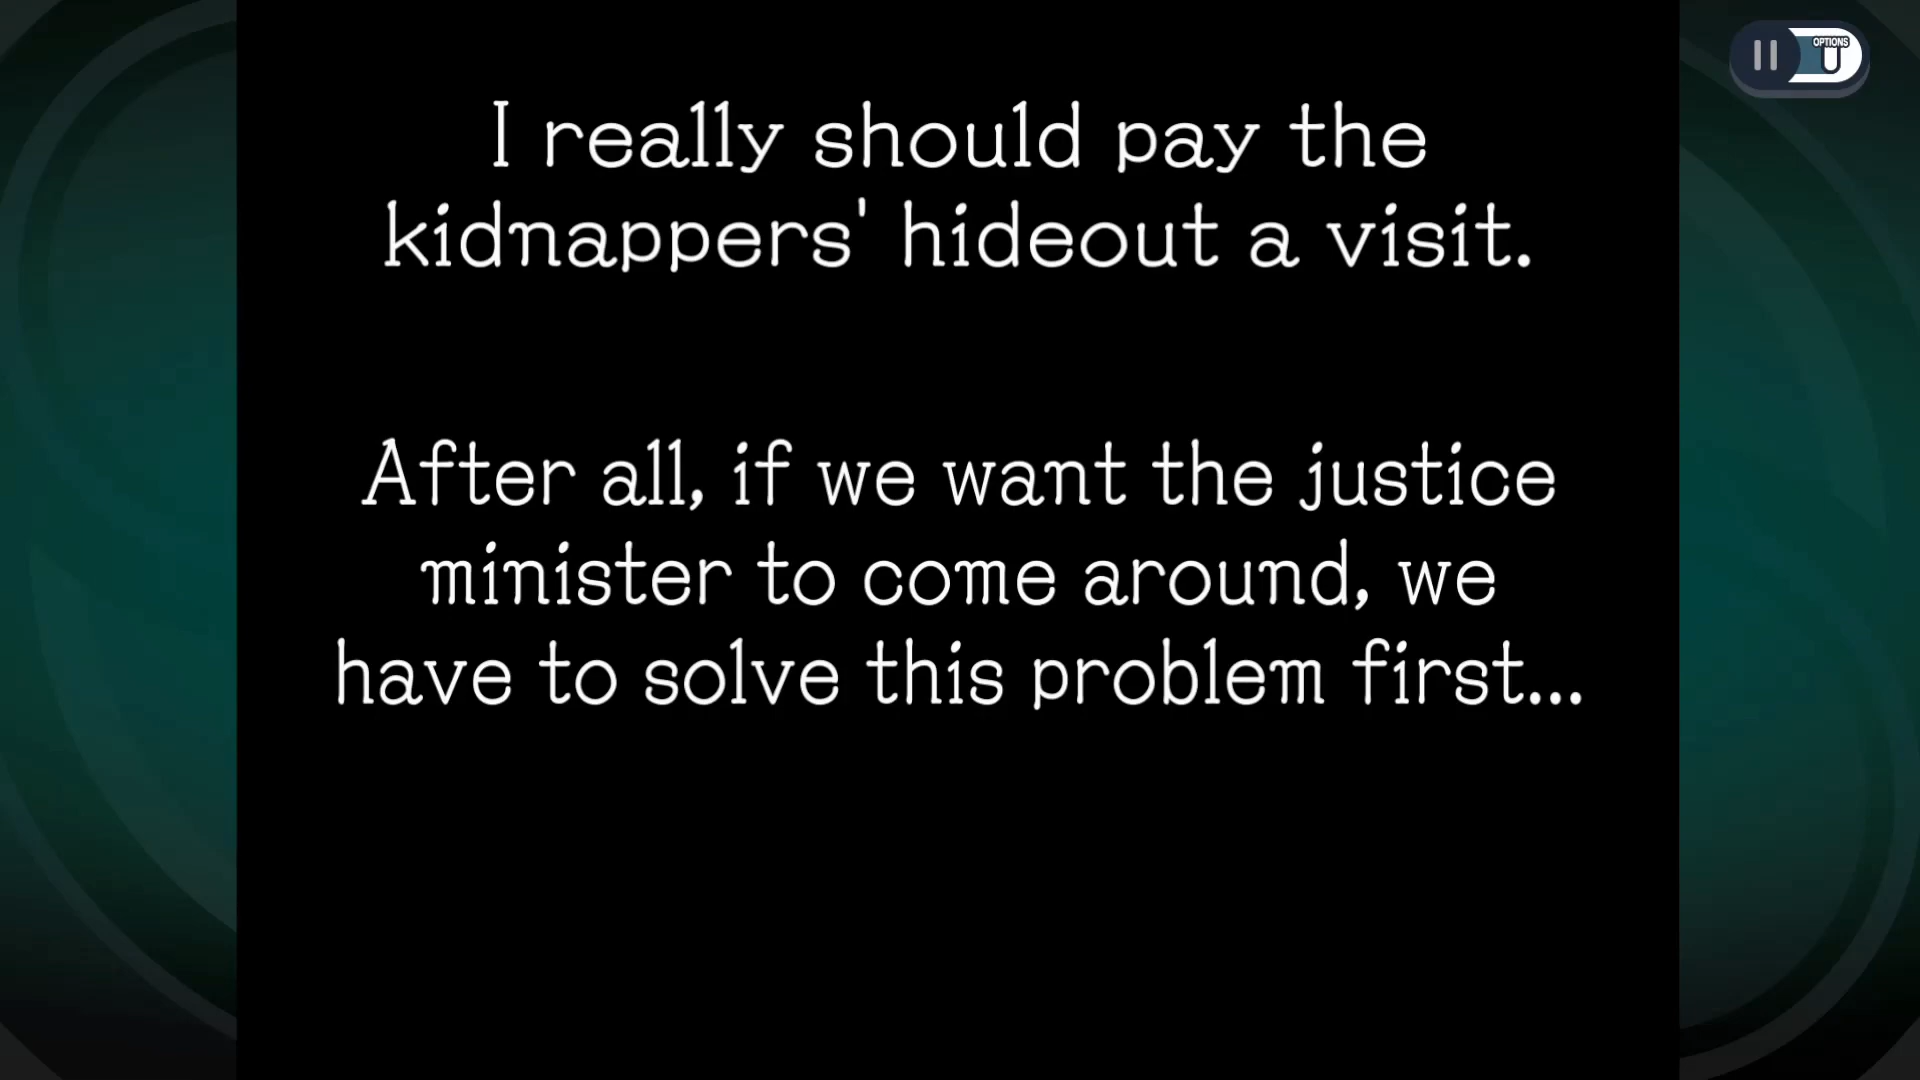 OPTIONS
I really should pay the
kidnappers' hideout a visit.
After all, if we want the justice
minister to come around, we
have to solve this problem first...